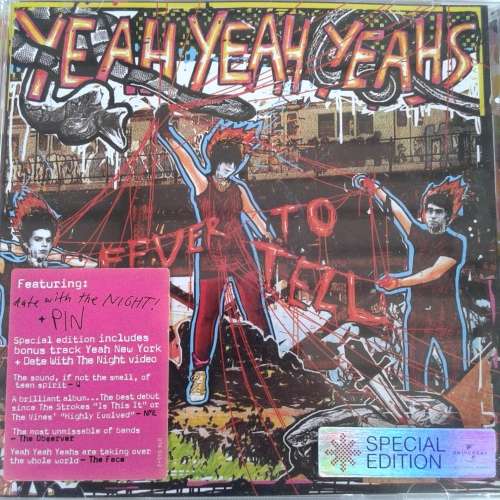 YEAH YEAH YEAHS
FEVER TO
TELL
Featuring:
date with the NIGHT!
+ PIN
Special edition includes
bonus track Yeah New York
+ Date With The Night video
The sound, if not the smell, of
teen spirit - Q
A brilliant album...The best debut
since The Strokes "Is This It" or
The Vines' "Highly Evolved" - NME
The most unmissable of bands
- The Observer
Yeah Yeah Yeahs are taking over
the whole world - The Face
SPECIAL
EDITION